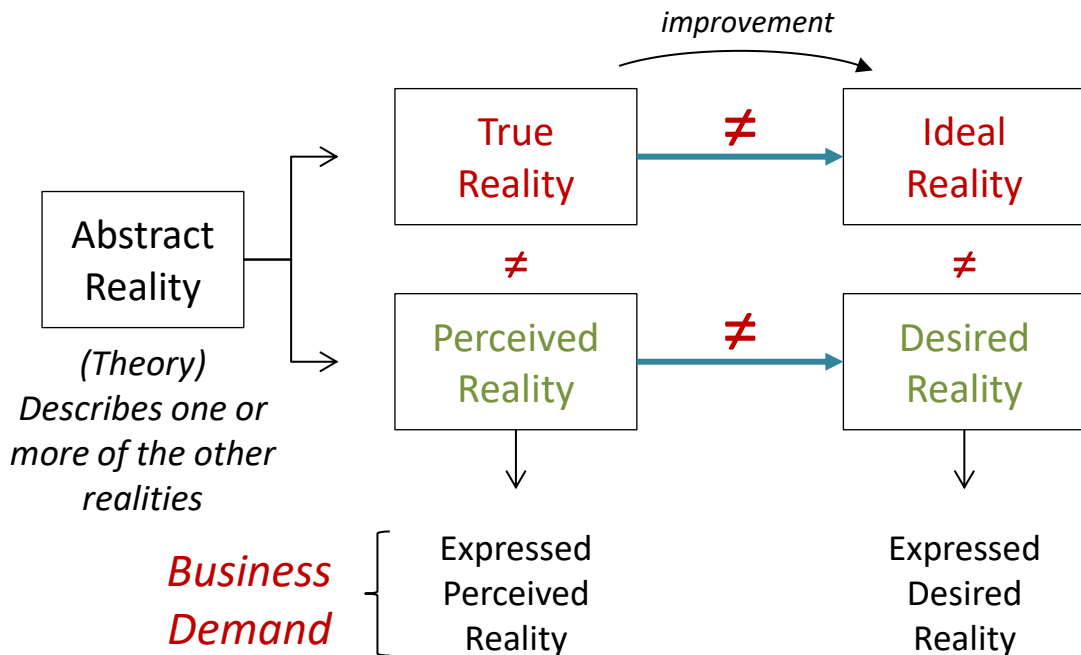 improvement
True
Reality
≠
Ideal
Reality
Abstract
Reality
≠
≠
(Theory)
Describes one or
more of the other
realities
Perceived
Reality
≠
Desired
Reality
Business
Demand
Expressed
Perceived
Reality
Expressed
Desired
Reality